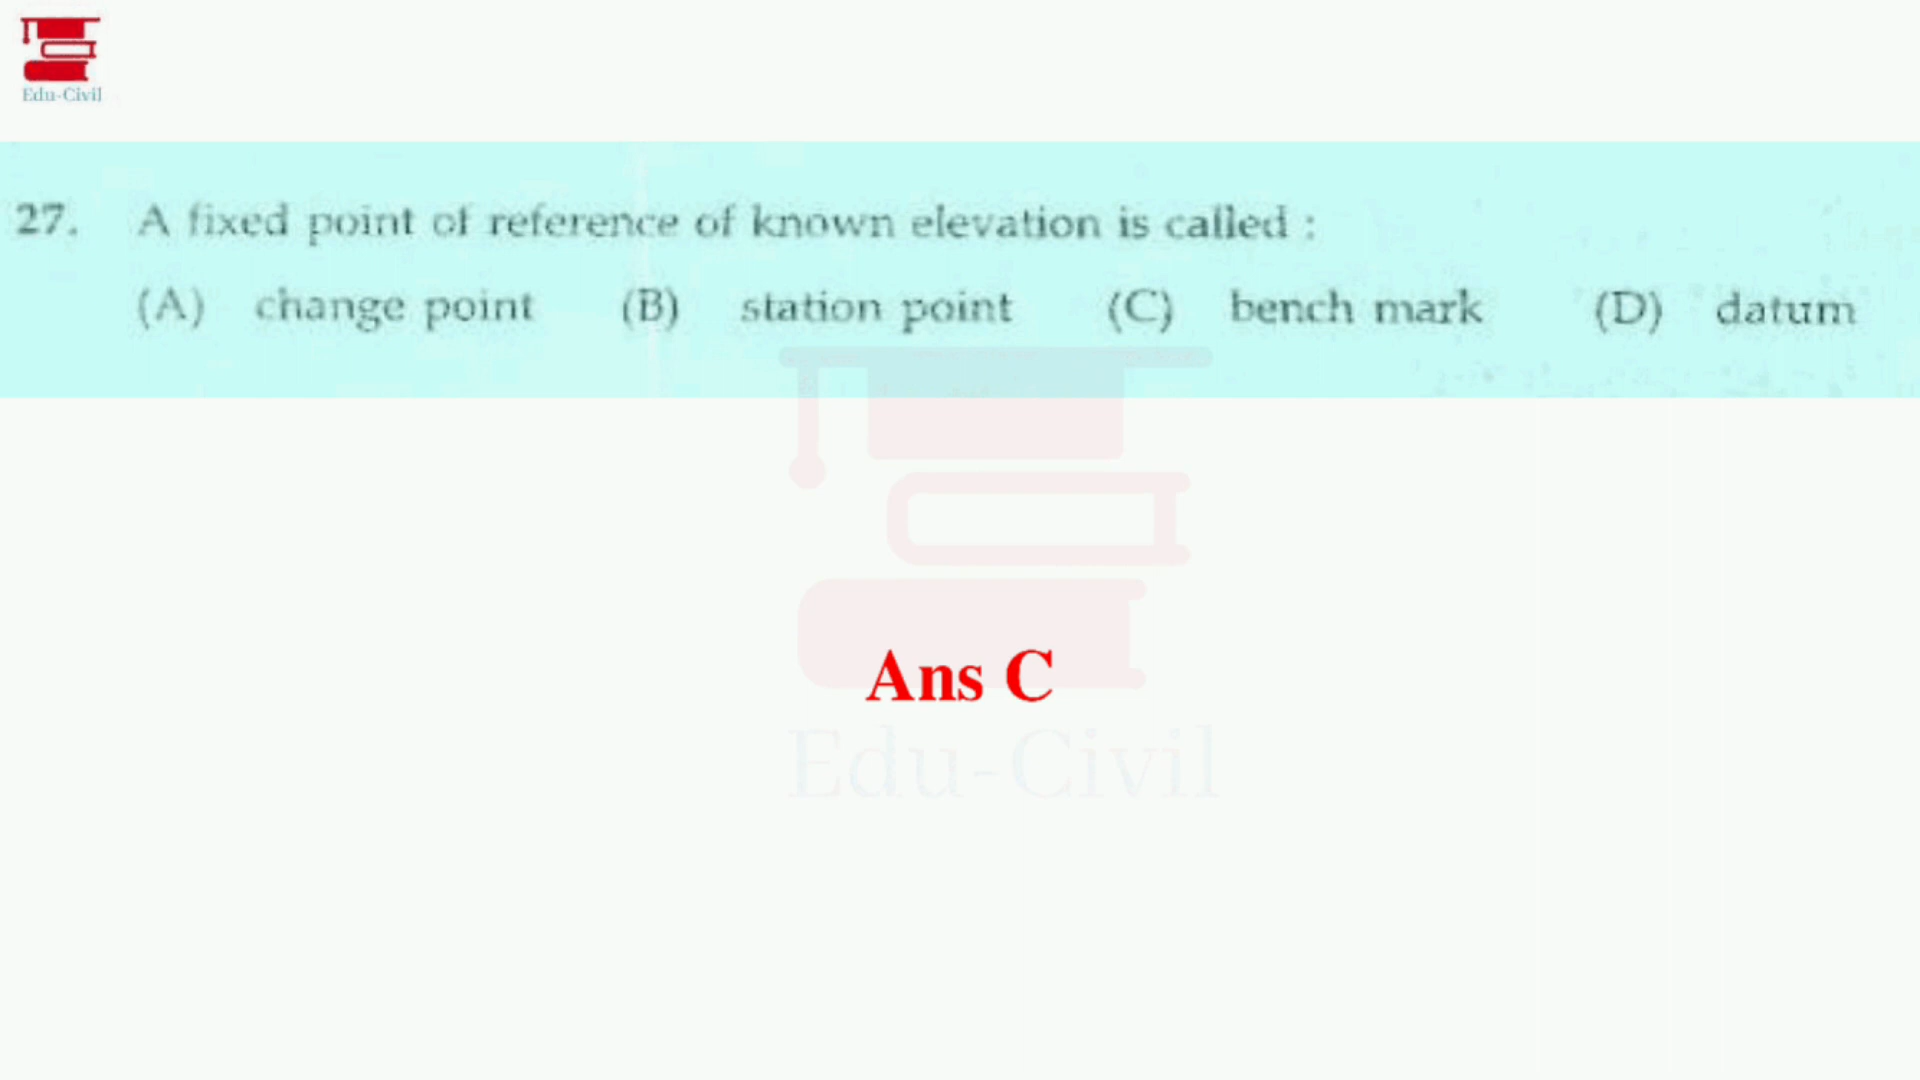 Edu-Civil
27. A fixed point of reference of known elevation is called :
(A) change point (B) station point (C) bench mark (D) datum
Ans C
Edu-Civil